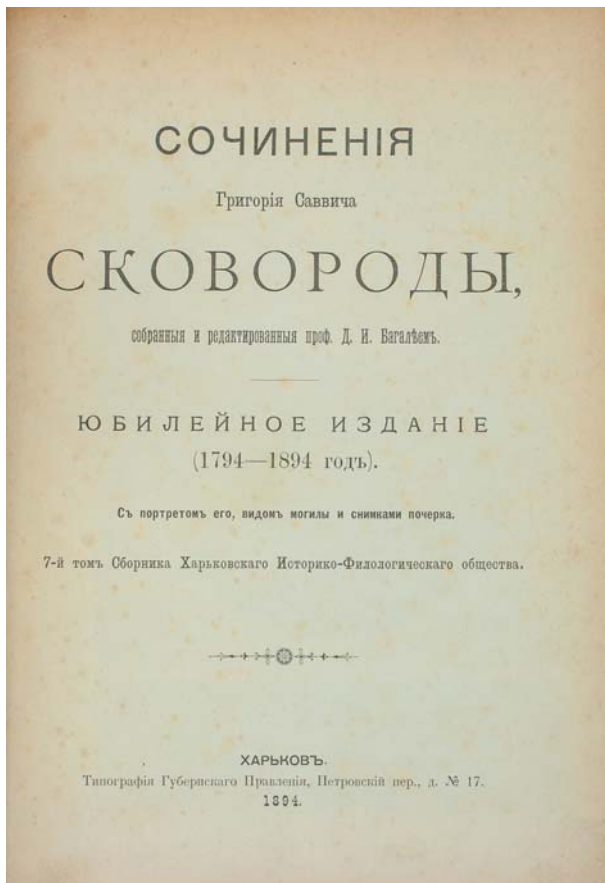 СОЧИНЕНІЯ
Григорія Саввича
СКОВОРОДЫ,
собранныя и редактированныя проф. Д. И. Багалѣемъ.
ЮБИЛЕЙНОЕ ИЗДАНІЕ
(1794—1894 годъ).
Съ портретомъ его, видомъ могилы и снимками почерка.
7-й томъ Сборника Харьковскаго Историко-Филологическаго общества.
ХАРЬКОВЪ.
Типографія Губернскаго Правленія, Петровскій пер., д. № 17.
1894.